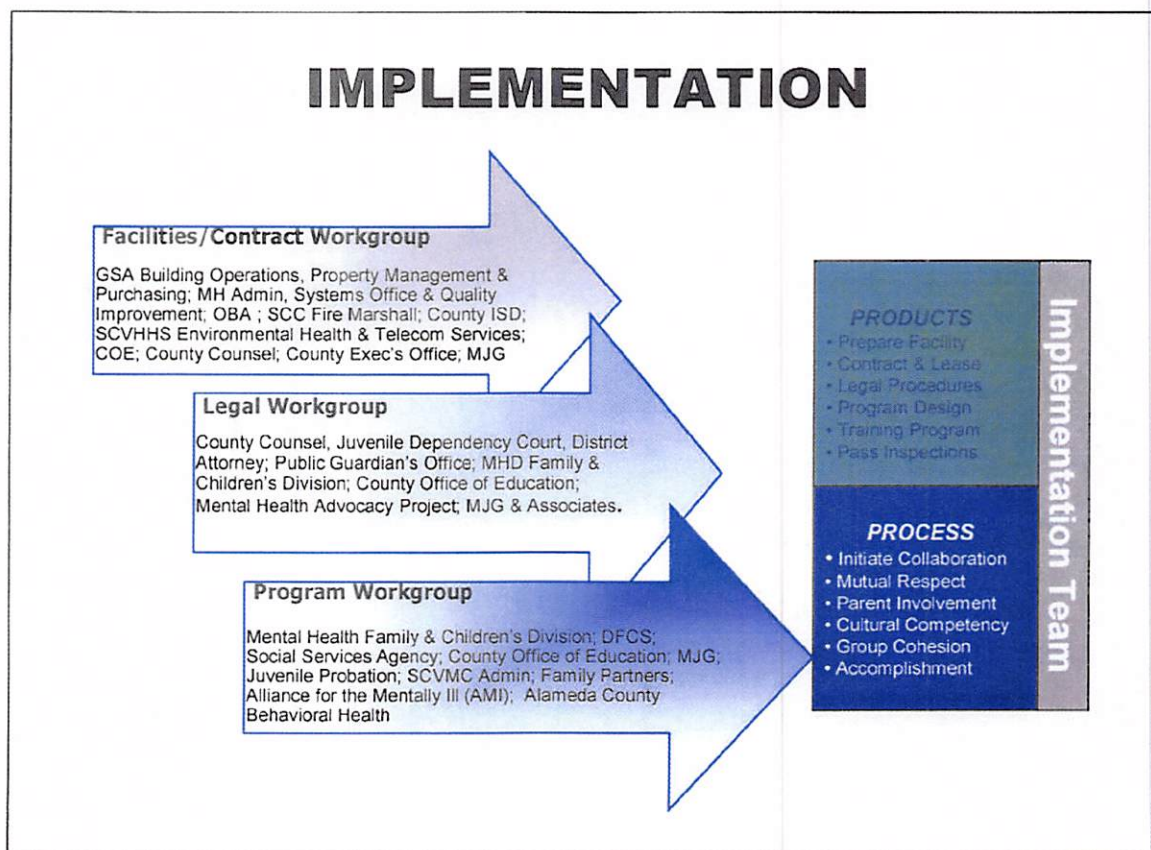 IMPLEMENTATION
Facilities/Contract Workgroup
GSA Building Operations, Property Management &
Purchasing; MH Admin, Systems Office & Quality
Improvement; OBA ; SCC Fire Marshall; County ISD;
SCVHHS Environmental Health & Telecom Services;
COE; County Counsel; County Exec's Office; MJG
Legal Workgroup
County Counsel, Juvenile Dependency Court, District
Attorney; Public Guardian's Office; MHD Family &
Children's Division; County Office of Education;
Mental Health Advocacy Project; MJG & Associates.
Program Workgroup
Mental Health Family & Children's Division; DFCS;
Social Services Agency; County Office of Education; MJG;
Juvenile Probation; SCVMC Admin; Family Partners;
Alliance for the Mentally Ill (AMI); Alameda County
Behavioral Health
PRODUCTS
• Prepare Facility
• Contract & Lease
• Legal Procedures
• Program Design
• Training Program
• Pass Inspections
PROCESS
• Initiate Collaboration
• Mutual Respect
• Parent Involvement
• Cultural Competency
• Group Cohesion
• Accomplishment
Implementation Team